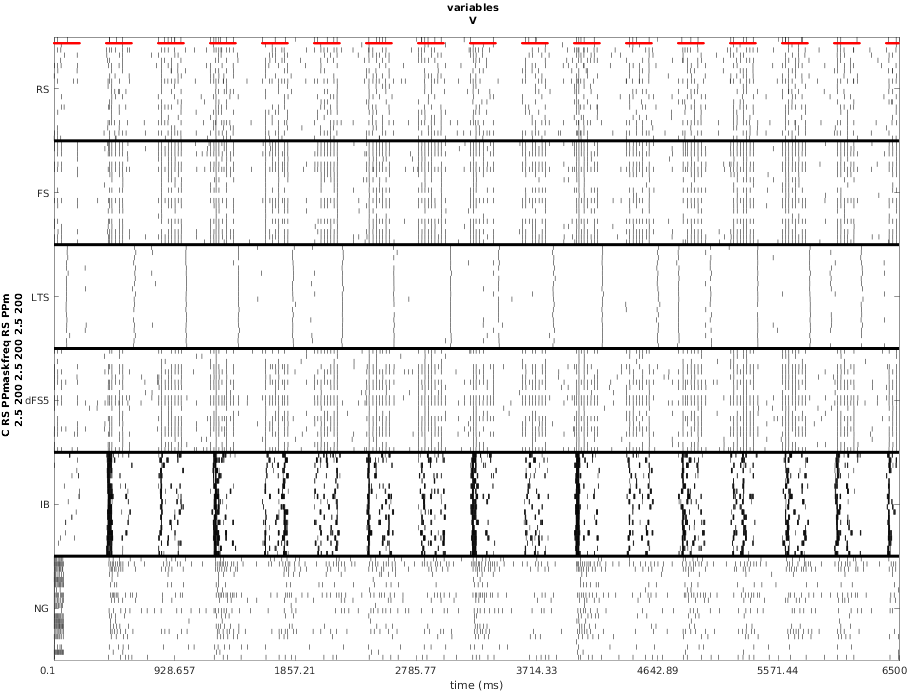 variables
V
RS
FS
LTS
dFS5
IB
NG
C RS PPmaskfreq RS PPm
2.5 200 2.5 200 2.5 200
0.1 928.657 1857.21 2785.77 3714.33 4642.89 5571.44 6500
time (ms)